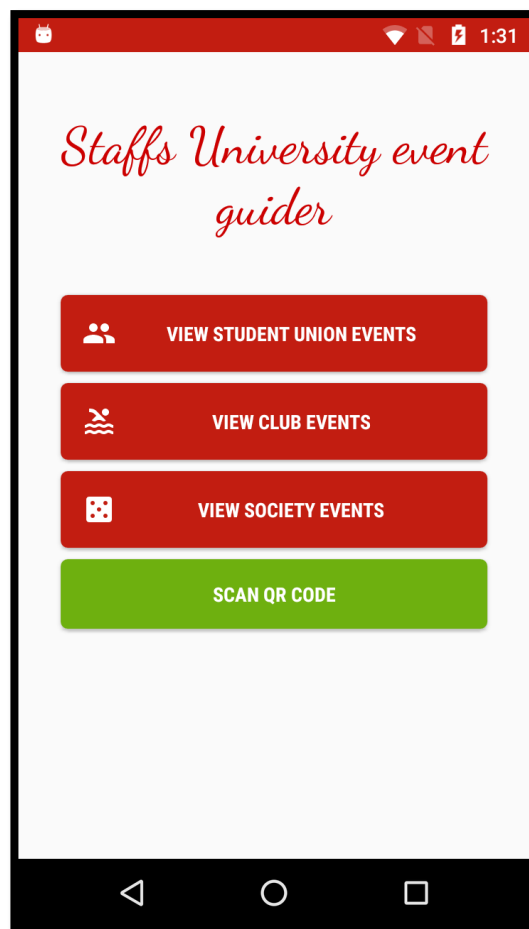 1:31
Staffs University event
guider
VIEW STUDENT UNION EVENTS
VIEW CLUB EVENTS
VIEW SOCIETY EVENTS
SCAN QR CODE